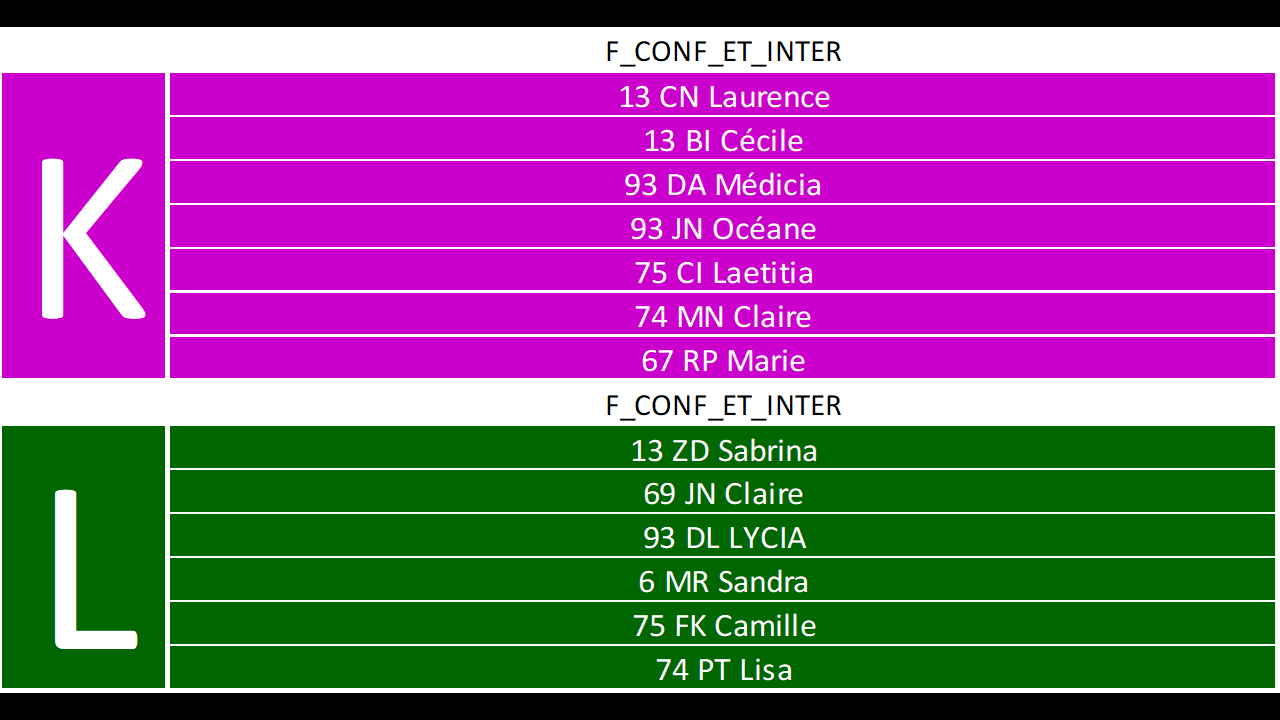 F_CONF_ET_INTER
K
13 CN Laurence
13 BI Cécile
93 DA Médicia
93 JN Océane
75 CI Laetitia
74 MN Claire
67 RP Marie
F_CONF_ET_INTER
L
13 ZD Sabrina
69 JN Claire
93 DL LYCIA
6 MR Sandra
75 FK Camille
74 PT Lisa